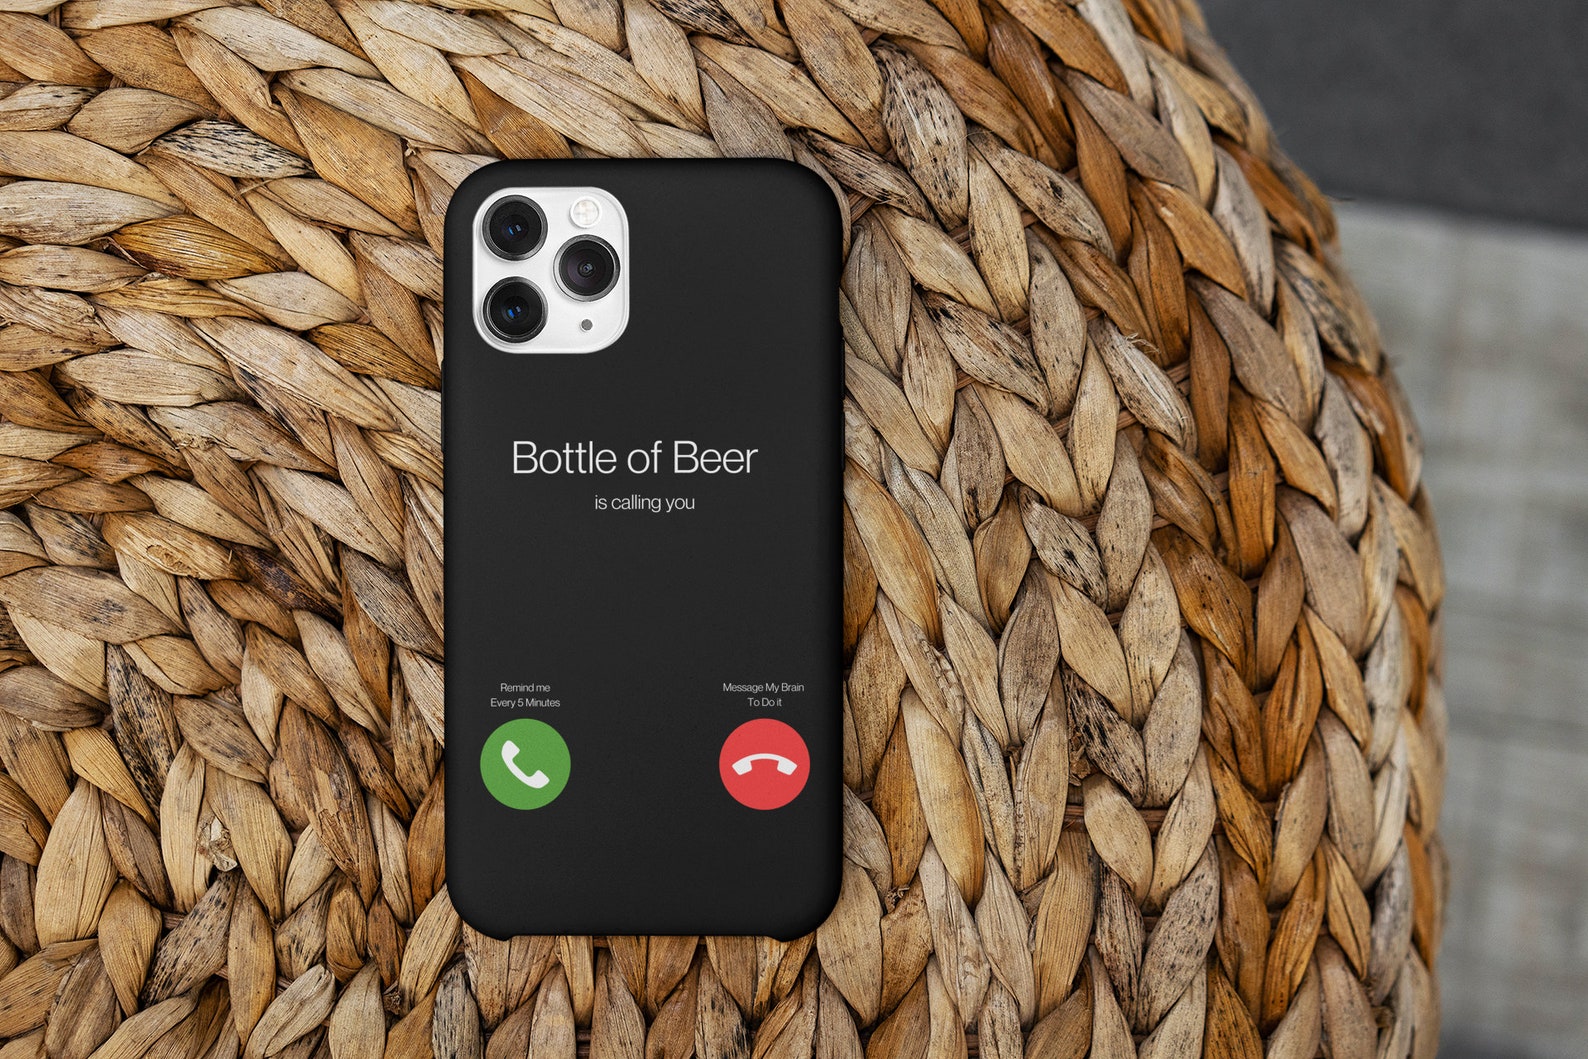 Bottle of Beer
is calling you
Remind me
Every 5 Minutes
Message My Brain
To Do it